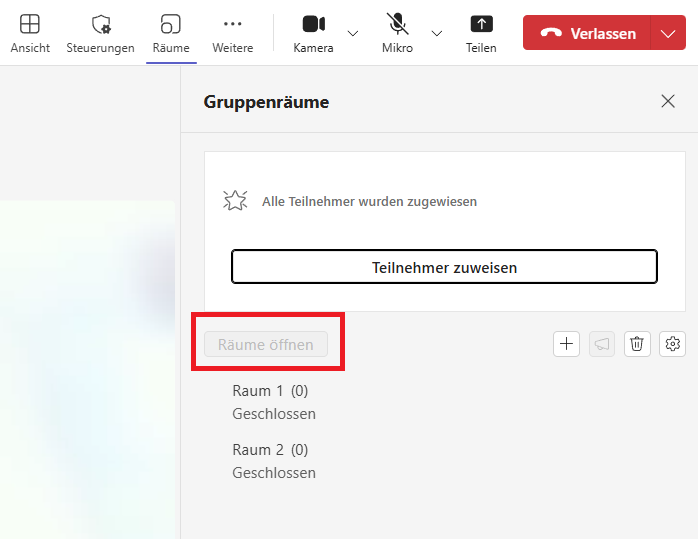 Ansicht
Steuerungen
Räume
Weitere
Kamera
Mikro
Teilen
Verlassen
Gruppenräume
Alle Teilnehmer wurden zugewiesen
Teilnehmer zuweisen
Räume öffnen
Raum 1 (0)
Geschlossen
Raum 2 (0)
Geschlossen